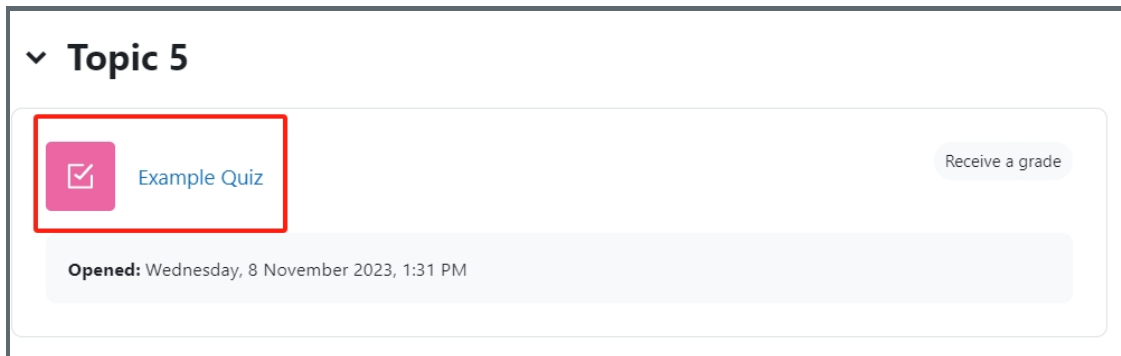 Topic 5
Example Quiz
Receive a grade
Opened: Wednesday, 8 November 2023, 1:31 PM